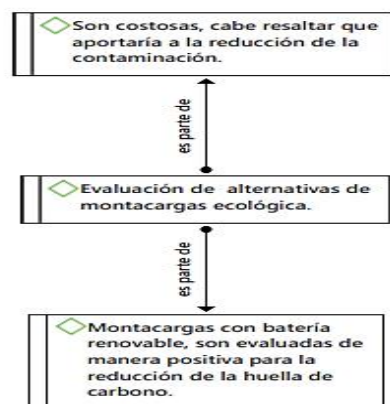 Son costosas, cabe resaltar que
aportaría a la reducción de la
contaminación.
es parte de
Evaluación de alternativas de
montacargas ecológica.
es parte de
Montacargas con batería
renovable, son evaluadas de
manera positiva para la
reducción de la huella de
carbono.